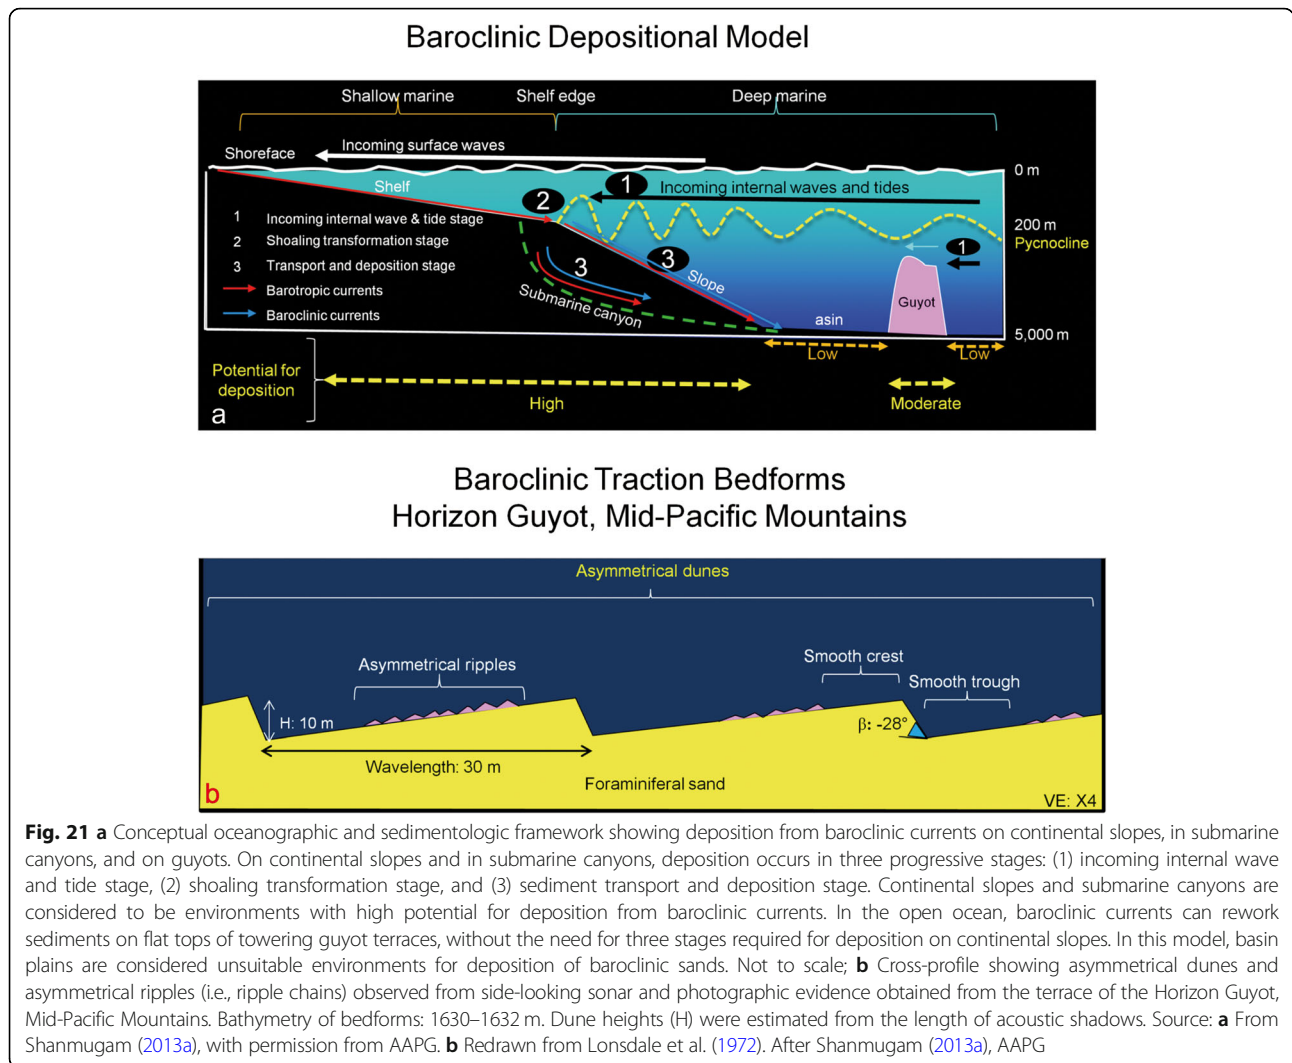 Baroclinic Depositional Model
Shallow marine
Shelf edge
Deep marine
Shoreface
Incoming surface waves
0 m
Shelf
1
Incoming internal waves and tides
2
1 Incoming internal wave & tide stage
2 Shoaling transformation stage
3 Transport and deposition stage
Barotropic currents
Baroclinic currents
200 m
Pycnocline
1
3
3
Slope
Submarine canyon
Guyot
asin
5,000 m
Low
Low
Potential for
deposition
High
Moderate
a
Baroclinic Traction Bedforms
Horizon Guyot, Mid-Pacific Mountains
Asymmetrical dunes
Asymmetrical ripples
Smooth crest
Smooth trough
H: 10 m
β: -28°
Wavelength: 30 m
Foraminiferal sand
b
VE: X4
Fig. 21 a Conceptual oceanographic and sedimentologic framework showing deposition from baroclinic currents on continental slopes, in submarine
canyons, and on guyots. On continental slopes and in submarine canyons, deposition occurs in three progressive stages: (1) incoming internal wave
and tide stage, (2) shoaling transformation stage, and (3) sediment transport and deposition stage. Continental slopes and submarine canyons are
considered to be environments with high potential for deposition from baroclinic currents. In the open ocean, baroclinic currents can rework
sediments on flat tops of towering guyot terraces, without the need for three stages required for deposition on continental slopes. In this model, basin
plains are considered unsuitable environments for deposition of baroclinic sands. Not to scale; b Cross-profile showing asymmetrical dunes and
asymmetrical ripples (i.e., ripple chains) observed from side-looking sonar and photographic evidence obtained from the terrace of the Horizon Guyot,
Mid-Pacific Mountains. Bathymetry of bedforms: 1630–1632 m. Dune heights (H) were estimated from the length of acoustic shadows. Source: a From
Shanmugam (2013a), with permission from AAPG. b Redrawn from Lonsdale et al. (1972). After Shanmugam (2013a), AAPG